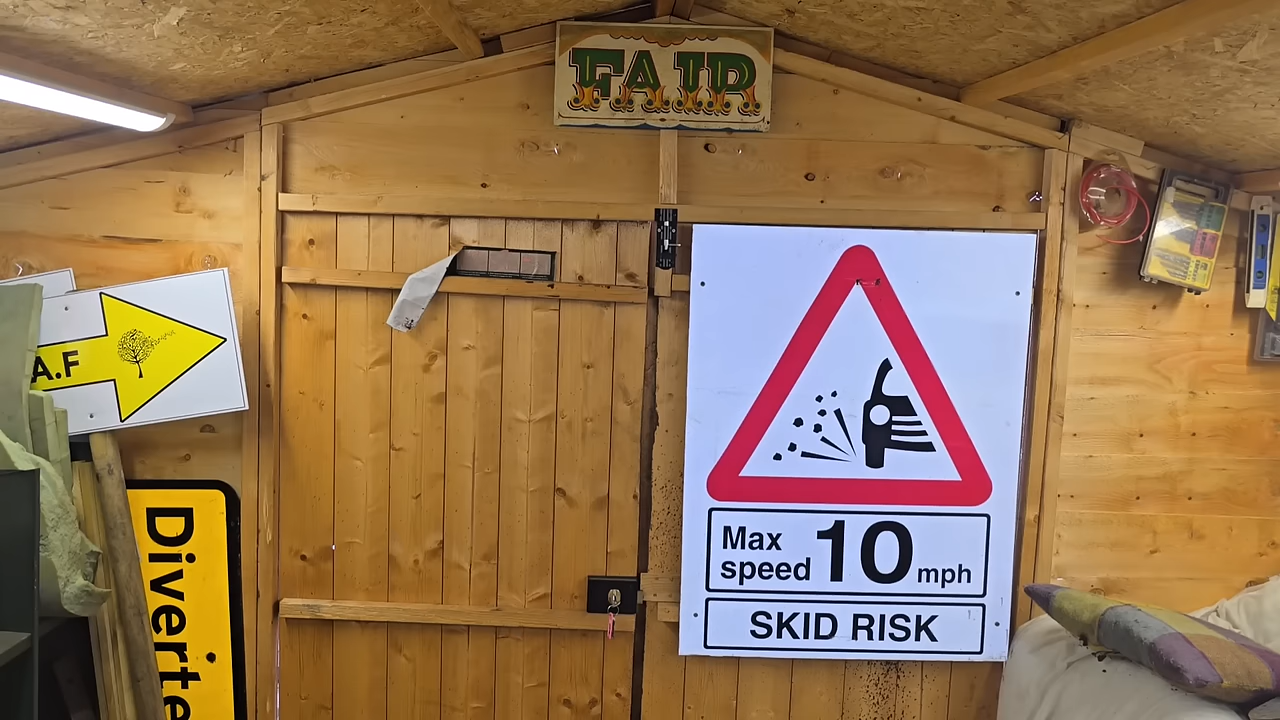 FAIR
A.F
Diverte
Max
speed 10 mph
SKID RISK